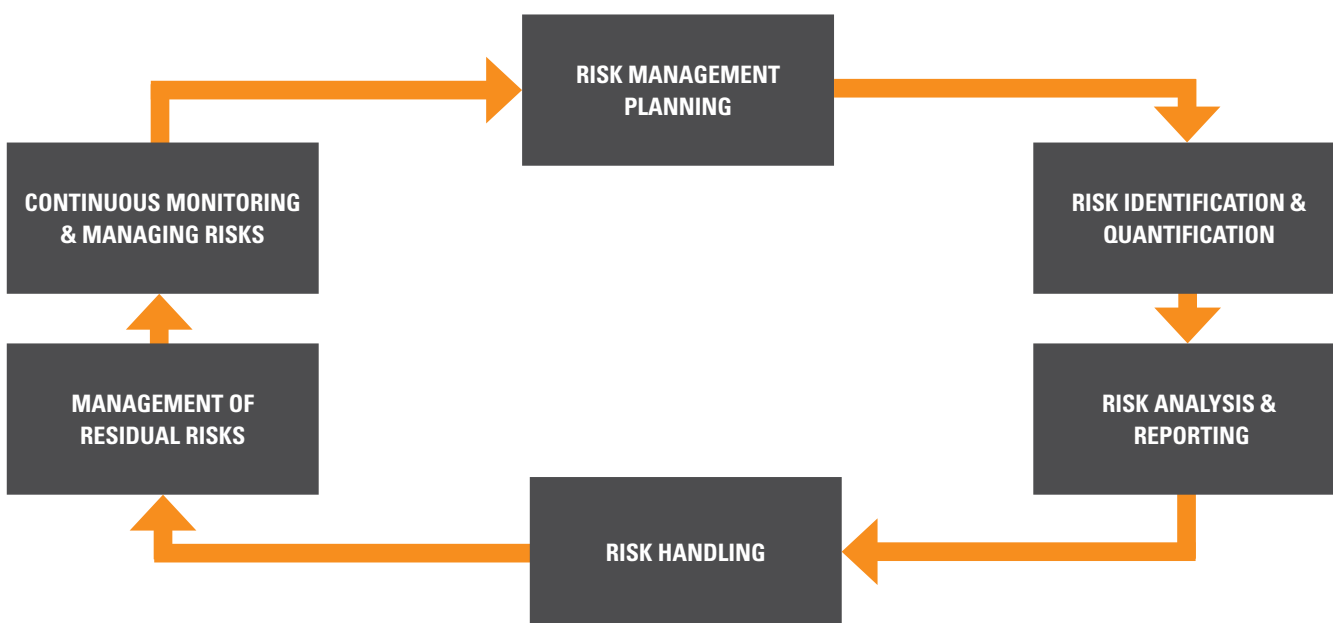 RISK MANAGEMENT
PLANNING
RISK IDENTIFICATION &
QUANTIFICATION
RISK ANALYSIS &
REPORTING
RISK HANDLING
MANAGEMENT OF
RESIDUAL RISKS
CONTINUOUS MONITORING
& MANAGING RISKS